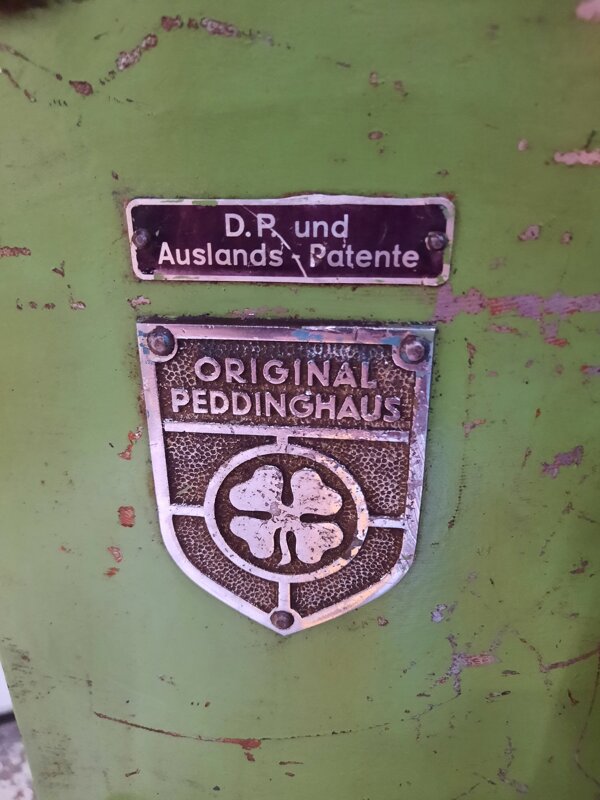 D.P. und
Auslands - Patente
ORIGINAL
PEDDINGHAUS